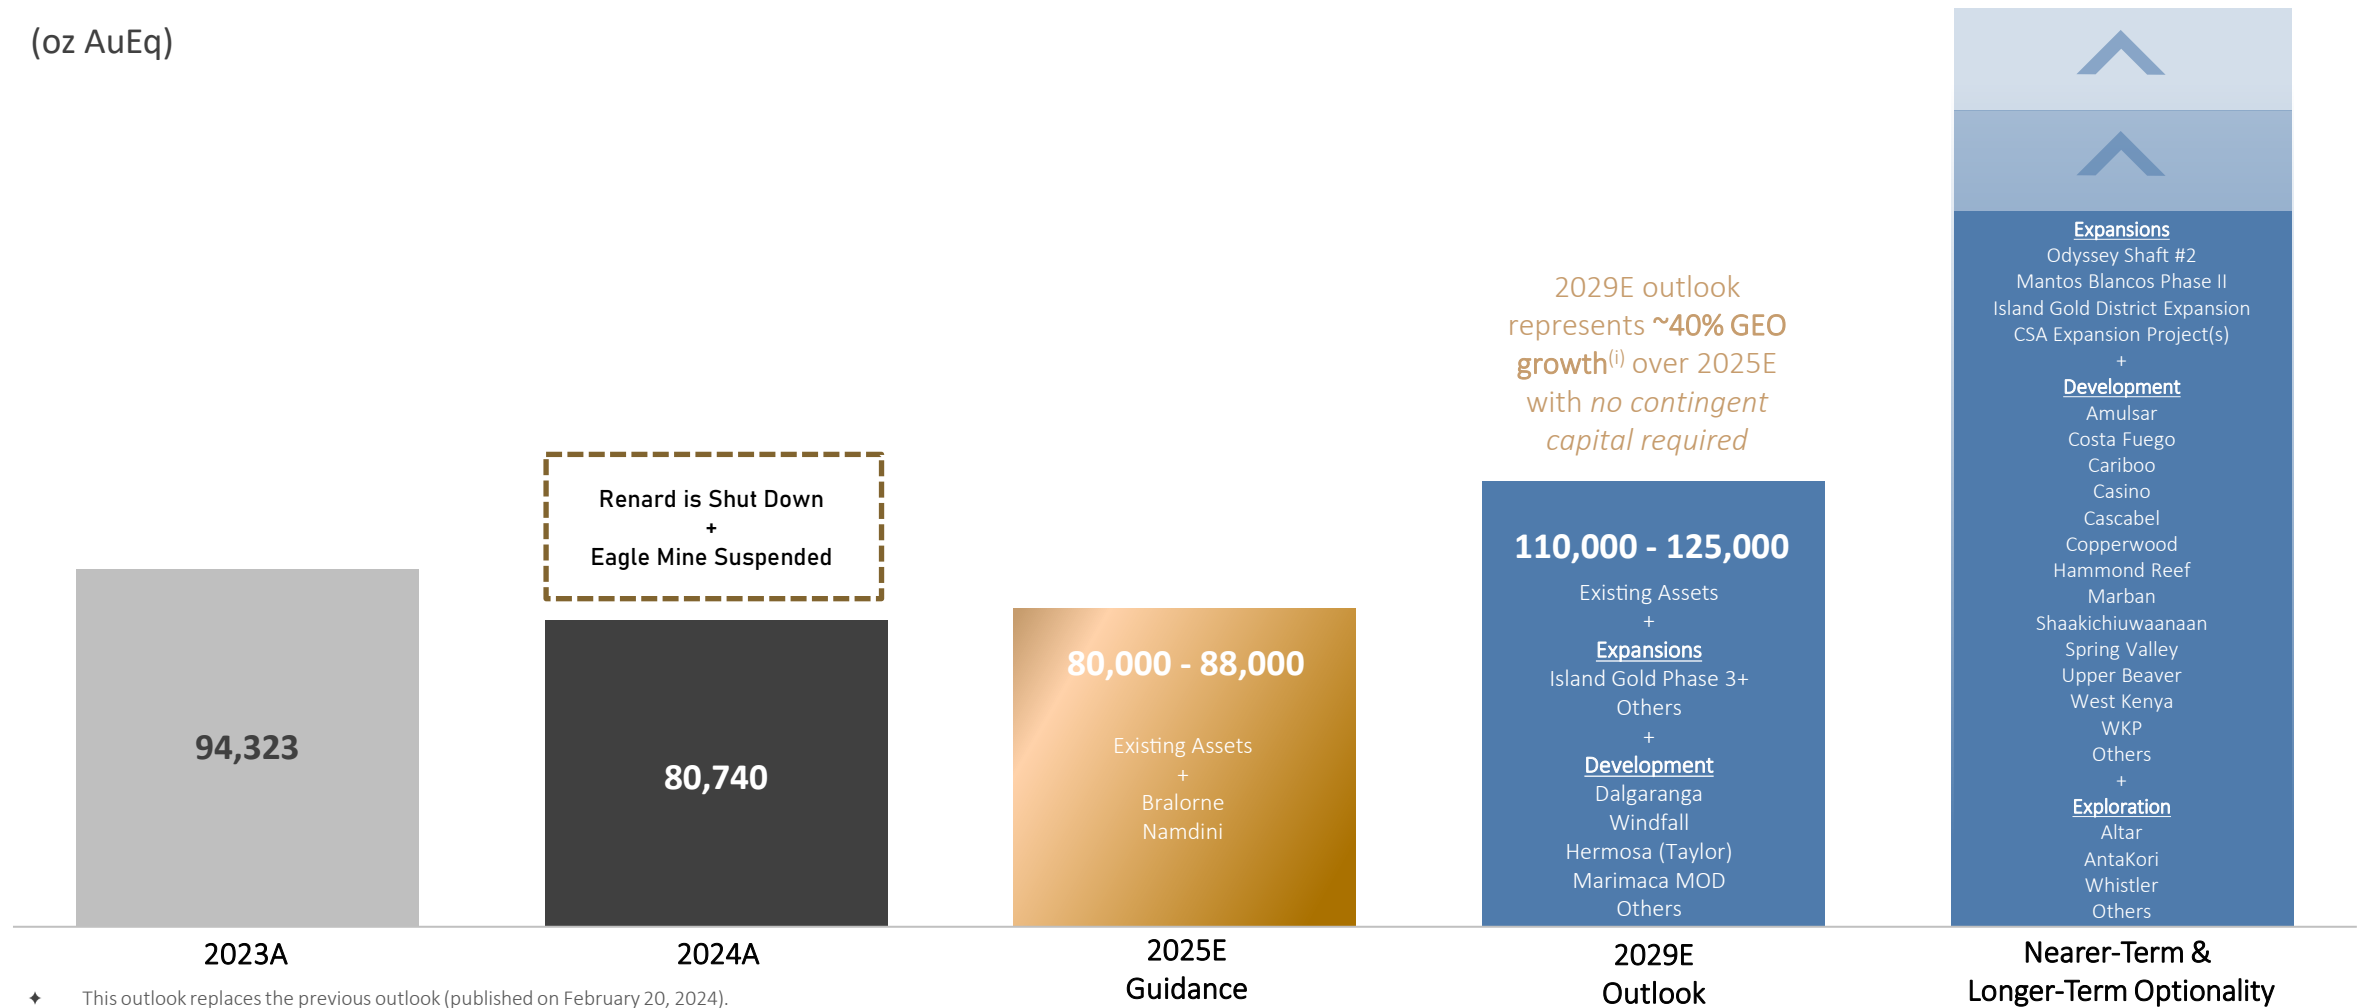 (oz AuEq)
94,323
2023A
Renard is Shut Down
+
Eagle Mine Suspended
80,740
2024A
80,000 - 88,000
Existing Assets
+
Bralorne
Namdini
2025E
Guidance
2029E outlook
represents ~40% GEO
growth(i) over 2025E
with no contingent
capital required
110,000 - 125,000
Existing Assets
+
Expansions
Island Gold Phase 3+
Others
+
Development
Dalgaranga
Windfall
Hermosa (Taylor)
Marimaca MOD
Others
2029E
Outlook
Expansions
Odyssey Shaft #2
Mantos Blancos Phase II
Island Gold District Expansion
CSA Expansion Project(s)
+
Development
Amulsar
Costa Fuego
Cariboo
Casino
Cascabel
Copperwood
Hammond Reef
Marban
Shaakichiuwaanaan
Spring Valley
Upper Beaver
West Kenya
WKP
Others
+
Exploration
Altar
AntaKori
Whistler
Others
Nearer-Term &
Longer-Term Optionality
✦ This outlook replaces the previous outlook (published on February 20, 2024).